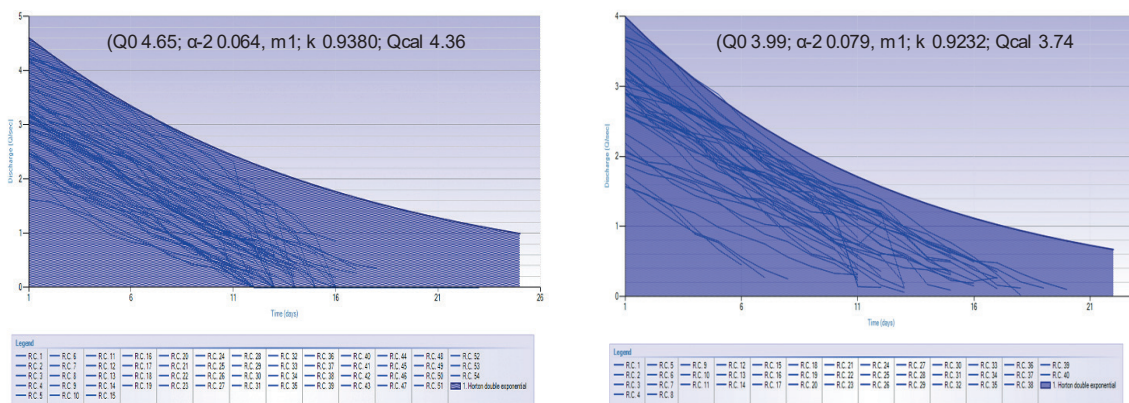 (Q0 4.65; α-2 0.064, m1; k 0.9380; Qcal 4.36
5
4
3
2
1
0
Discharge (Q/sec)
1 6 11 16 21 26
Time (days)
Legend
R.C. 1 R.C. 6 R.C. 11 R.C. 16 R.C. 20 R.C. 24 R.C. 28 R.C. 32 R.C. 36 R.C. 40 R.C. 44 R.C. 48 R.C. 52
R.C. 2 R.C. 7 R.C. 12 R.C. 17 R.C. 21 R.C. 25 R.C. 29 R.C. 33 R.C. 37 R.C. 41 R.C. 45 R.C. 49 R.C. 53
R.C. 3 R.C. 8 R.C. 13 R.C. 18 R.C. 22 R.C. 26 R.C. 30 R.C. 34 R.C. 38 R.C. 42 R.C. 46 R.C. 50 R.C. 54
R.C. 4 R.C. 9 R.C. 14 R.C. 19 R.C. 23 R.C. 27 R.C. 31 R.C. 35 R.C. 39 R.C. 43 R.C. 47 R.C. 51 1. Horton double exponential
R.C. 5 R.C. 10 R.C. 15
(Q0 3.99; α-2 0.079, m1; k 0.9232; Qcal 3.74
4
3
2
1
0
Discharge (Q/sec)
1 6 11 16 21
Time (days)
Legend
R.C. 1 R.C. 5 R.C. 9 R.C. 12 R.C. 15 R.C. 18 R.C. 21 R.C. 24 R.C. 27 R.C. 30 R.C. 33 R.C. 36 R.C. 39
R.C. 2 R.C. 6 R.C. 10 R.C. 13 R.C. 16 R.C. 19 R.C. 22 R.C. 25 R.C. 28 R.C. 31 R.C. 34 R.C. 37 R.C. 40
R.C. 3 R.C. 7 R.C. 11 R.C. 14 R.C. 17 R.C. 20 R.C. 23 R.C. 26 R.C. 29 R.C. 32 R.C. 35 R.C. 38 1. Horton double exponential
R.C. 4 R.C. 8